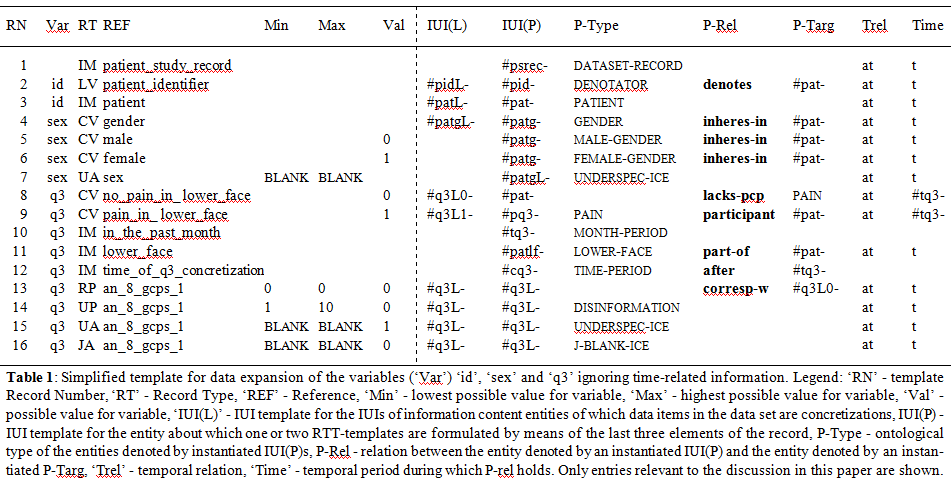 RN Var RT REF Min Max Val IUI(L) IUI(P) P-Type P-Rel P-Targ Trel Time
1 IM patient_study_record #psrec- DATASET-RECORD at t
2 id LV patient_identifier #pidL- #pid- DENOTATOR denotes #pat- at t
3 id IM patient #patL- #pat- PATIENT at t
4 sex CV gender #patgL- #patg- GENDER inheres-in #pat- at t
5 sex CV male 0 #patg- MALE-GENDER inheres-in #pat- at t
6 sex CV female 1 #patg- FEMALE-GENDER inheres-in #pat- at t
7 sex UA sex BLANK BLANK #patgL- UNDERSPEC-ICE at t
8 q3 CV no_pain_in_lower_face 0 #q3L0- #pat- lacks-pcp PAIN at #tq3-
9 q3 CV pain_in_ lower_face 1 #q3L1- #pq3- PAIN participant #pat- at #tq3-
10 q3 IM in_the_past_month #tq3- MONTH-PERIOD
11 q3 IM lower_face #patlf- LOWER-FACE part-of #pat- at t
12 q3 IM time_of_q3_concretization #cq3- TIME-PERIOD after #tq3-
13 q3 RP an_8_gcps_1 0 0 0 #q3L- #q3L- corresp-w #q3L0- at t
14 q3 UP an_8_gcps_1 1 10 0 #q3L- #q3L- DISINFORMATION at t
15 q3 UA an_8_gcps_1 BLANK BLANK 1 #q3L- #q3L- UNDERSPEC-ICE at t
16 q3 JA an_8_gcps_1 BLANK BLANK 0 #q3L- #q3L- J-BLANK-ICE at t
Table 1: Simplified template for data expansion of the variables (‘Var’) ‘id’, ‘sex’ and ‘q3’ ignoring time-related information. Legend: ‘RN’ - template
Record Number, ‘RT’ - Record Type, ‘REF’ - Reference, ‘Min’ - lowest possible value for variable, ‘Max’ - highest possible value for variable, ‘Val’ -
possible value for variable, ‘IUI(L)’ - IUI template for the IUIs of information content entities of which data items in the data set are concretizations, IUI(P) -
IUI template for the entity about which one or two RTT-templates are formulated by means of the last three elements of the record, P-Type - ontological
type of the entities denoted by instantiated IUI(P)s, P-Rel - relation between the entity denoted by an instantiated IUI(P) and the entity denoted by an instan-
tiated P-Targ, ‘Trel’ - temporal relation, ‘Time’ - temporal period during which P-rel holds. Only entries relevant to the discussion in this paper are shown.